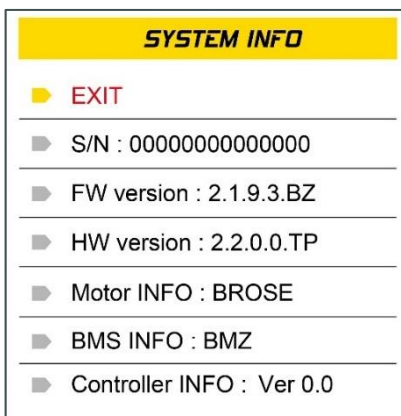 SYSTEM INFO
EXIT
S/N : 00000000000000
FW version : 2.1.9.3.BZ
HW version : 2.2.0.0.TP
Motor INFO : BROSE
BMS INFO : BMZ
Controller INFO : Ver 0.0